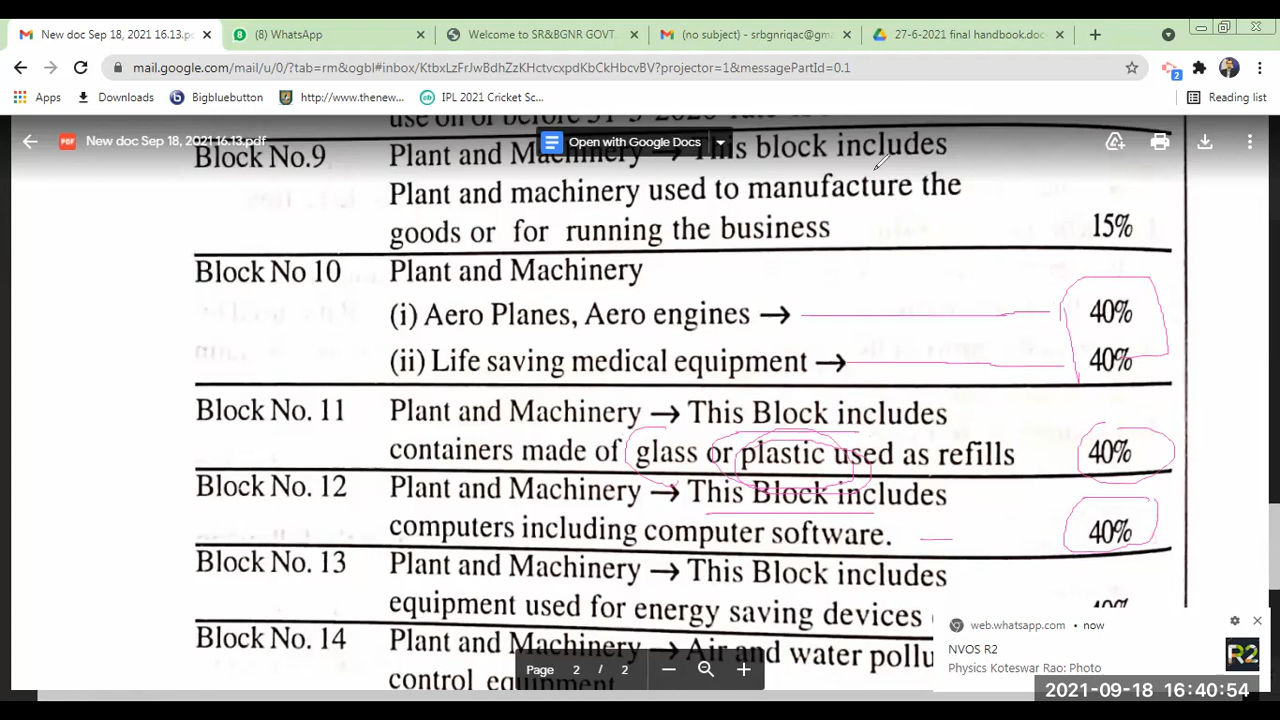 New doc Sep 18, 2021 16.13.p
(8) WhatsApp
Welcome to SR&BGNR GOVT.
(no subject) - srbgnriqac@gma
27-6-2021 final handbook.doc
mail.google.com/mail/u/0/?tab=rm&ogbl#inbox/KtbxLzFrJwBdhZzKHctvcxpdKbCkHbcvBV?projector=1&messagePartId=0.1
Apps
Downloads
Bigbluebutton
http://www.thenew...
IPL 2021 Cricket Sc...
Reading list
use on or before 31-3-2020
New doc Sep 18, 2021 16.13.pdf
Open with Google Docs
Block No.9 Plant and Machinery → This block includes
Plant and machinery used to manufacture the
goods or for running the business 15%
Block No 10 Plant and Machinery
(i) Aero Planes, Aero engines → 40%
(ii) Life saving medical equipment → 40%
Block No. 11 Plant and Machinery → This Block includes
containers made of glass or plastic used as refills 40%
Block No. 12 Plant and Machinery → This Block includes
computers including computer software. 40%
Block No. 13 Plant and Machinery → This Block includes
equipment used for energy saving devices
Block No. 14 Plant and Machinery → Air and water pollu
control equipment
Page 2 / 2
web.whatsapp.com • now
NVOS R2
Physics Koteswar Rao: Photo
R2
2021-09-18 16:40:54